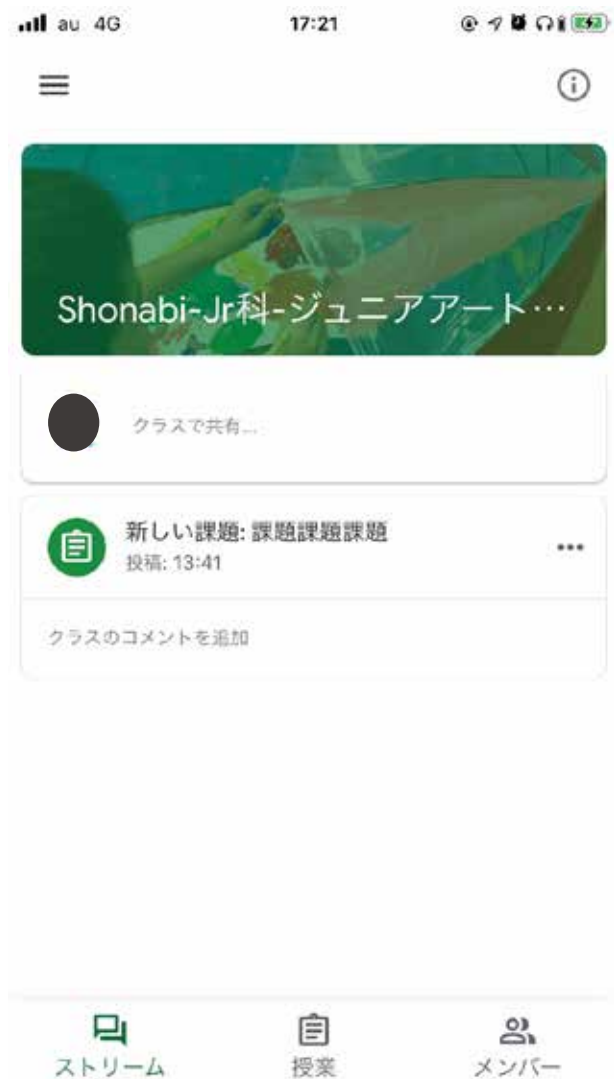 au 4G 17:21
Shonabi-Jr科-ジュニアアート…
クラスで共有...
新しい課題: 課題課題課題
投稿: 13:41
クラスのコメントを追加
ストリーム 授業 メンバー